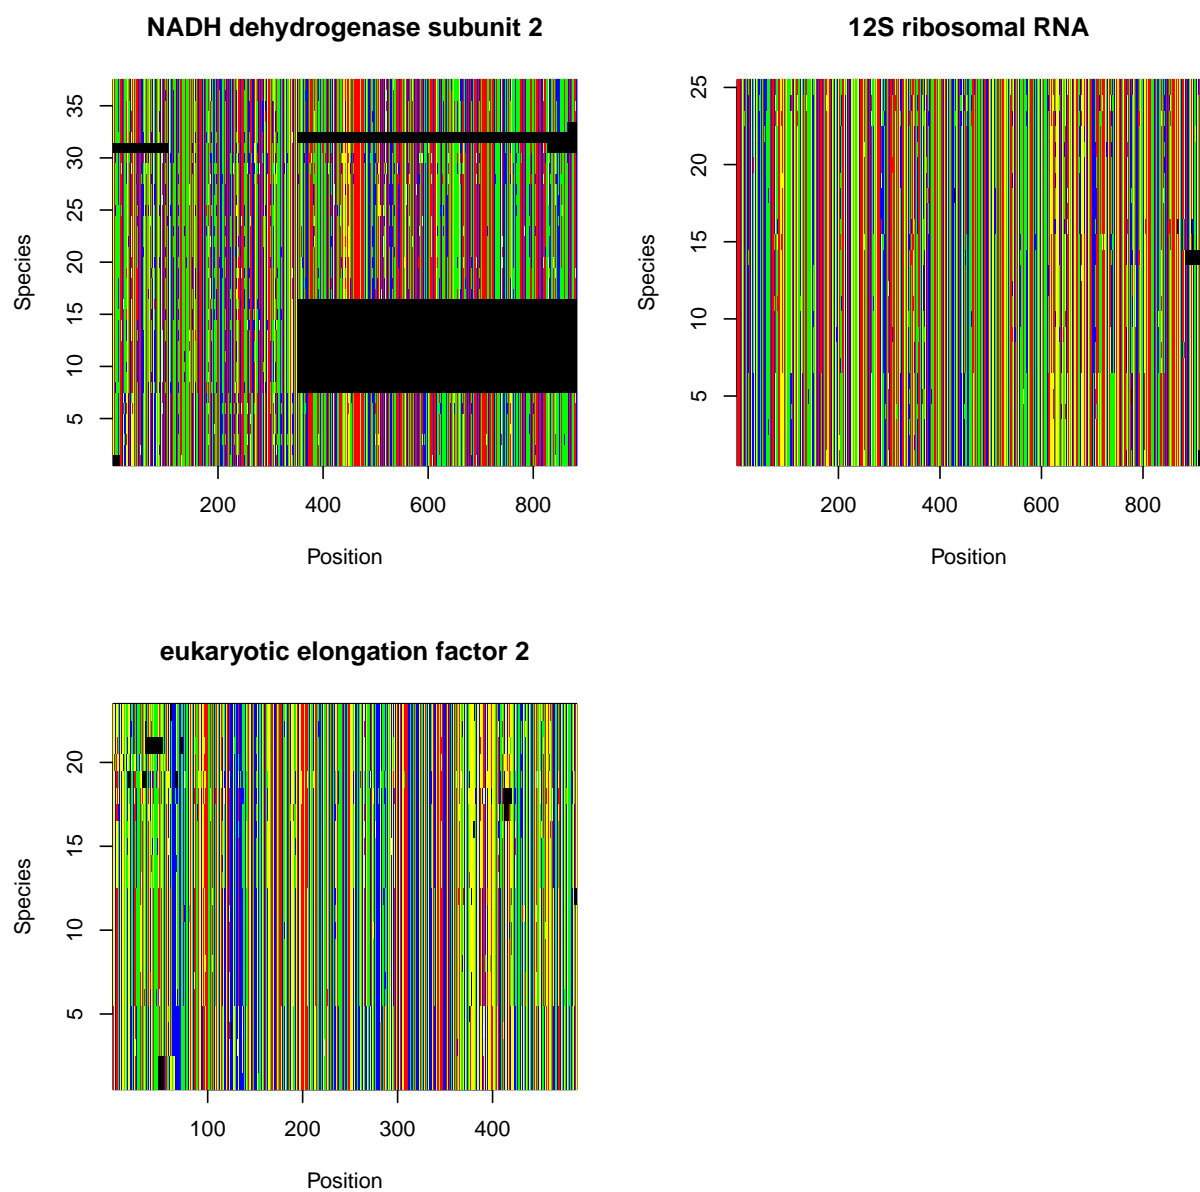 NADH dehydrogenase subunit 2
Species
5 10 15 20 25 30 35
200 400 600 800
Position
12S ribosomal RNA
Species
5 10 15 20 25
200 400 600 800
Position
eukaryotic elongation factor 2
Species
5 10 15 20
100 200 300 400
Position